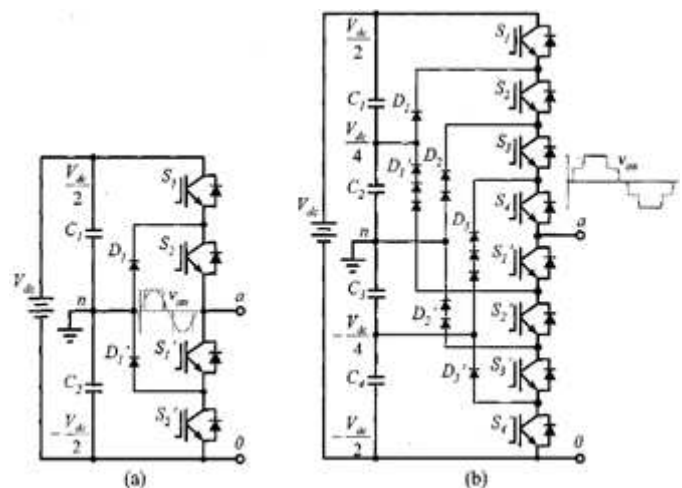 V_dc/2
S_1
C_1
D_1
S_2
V_dc
n
v_an
a
D_1'
S_1'
C_2
S_2'
-V_dc/2
0
(a)
V_dc/2
S_1
S_2
C_1
D_1
V_dc/4
S_3
D_1'
D_2
C_2
S_4
v_an
V_dc
n
D_3
a
S_1'
C_3
D_2'
S_2'
-V_dc/4
S_3'
C_4
D_3'
-V_dc/2
S_4
0
(b)